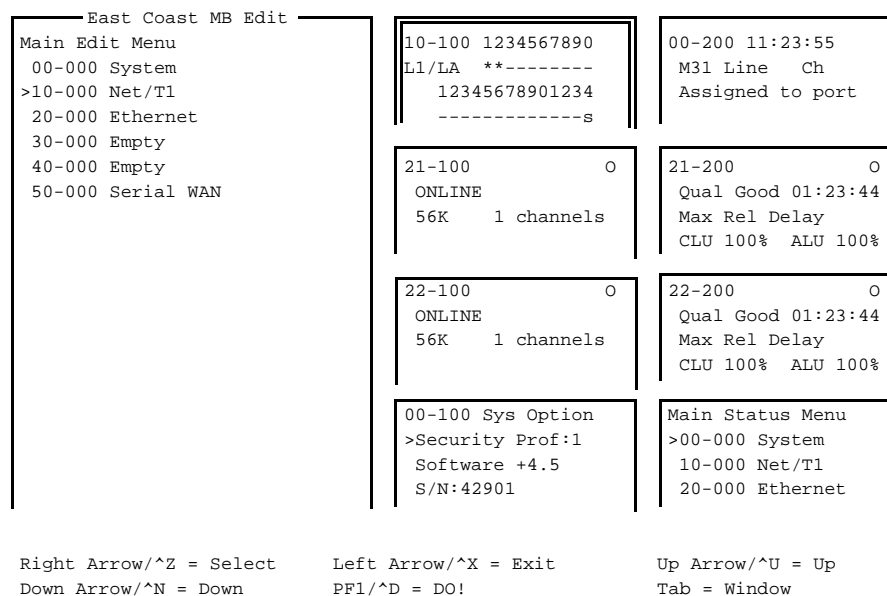 East Coast MB Edit
Main Edit Menu
00-000 System
>10-000 Net/T1
20-000 Ethernet
30-000 Empty
40-000 Empty
50-000 Serial WAN
10-100 1234567890
L1/LA **--------
12345678901234
-------------s
00-200 11:23:55
M31 Line Ch
Assigned to port
21-100 O
ONLINE
56K 1 channels
21-200 O
Qual Good 01:23:44
Max Rel Delay
CLU 100% ALU 100%
22-100 O
ONLINE
56K 1 channels
22-200 O
Qual Good 01:23:44
Max Rel Delay
CLU 100% ALU 100%
00-100 Sys Option
>Security Prof:1
Software +4.5
S/N:42901
Main Status Menu
>00-000 System
10-000 Net/T1
20-000 Ethernet
Right Arrow/^Z = Select Left Arrow/^X = Exit Up Arrow/^U = Up
Down Arrow/^N = Down PF1/^D = DO! Tab = Window